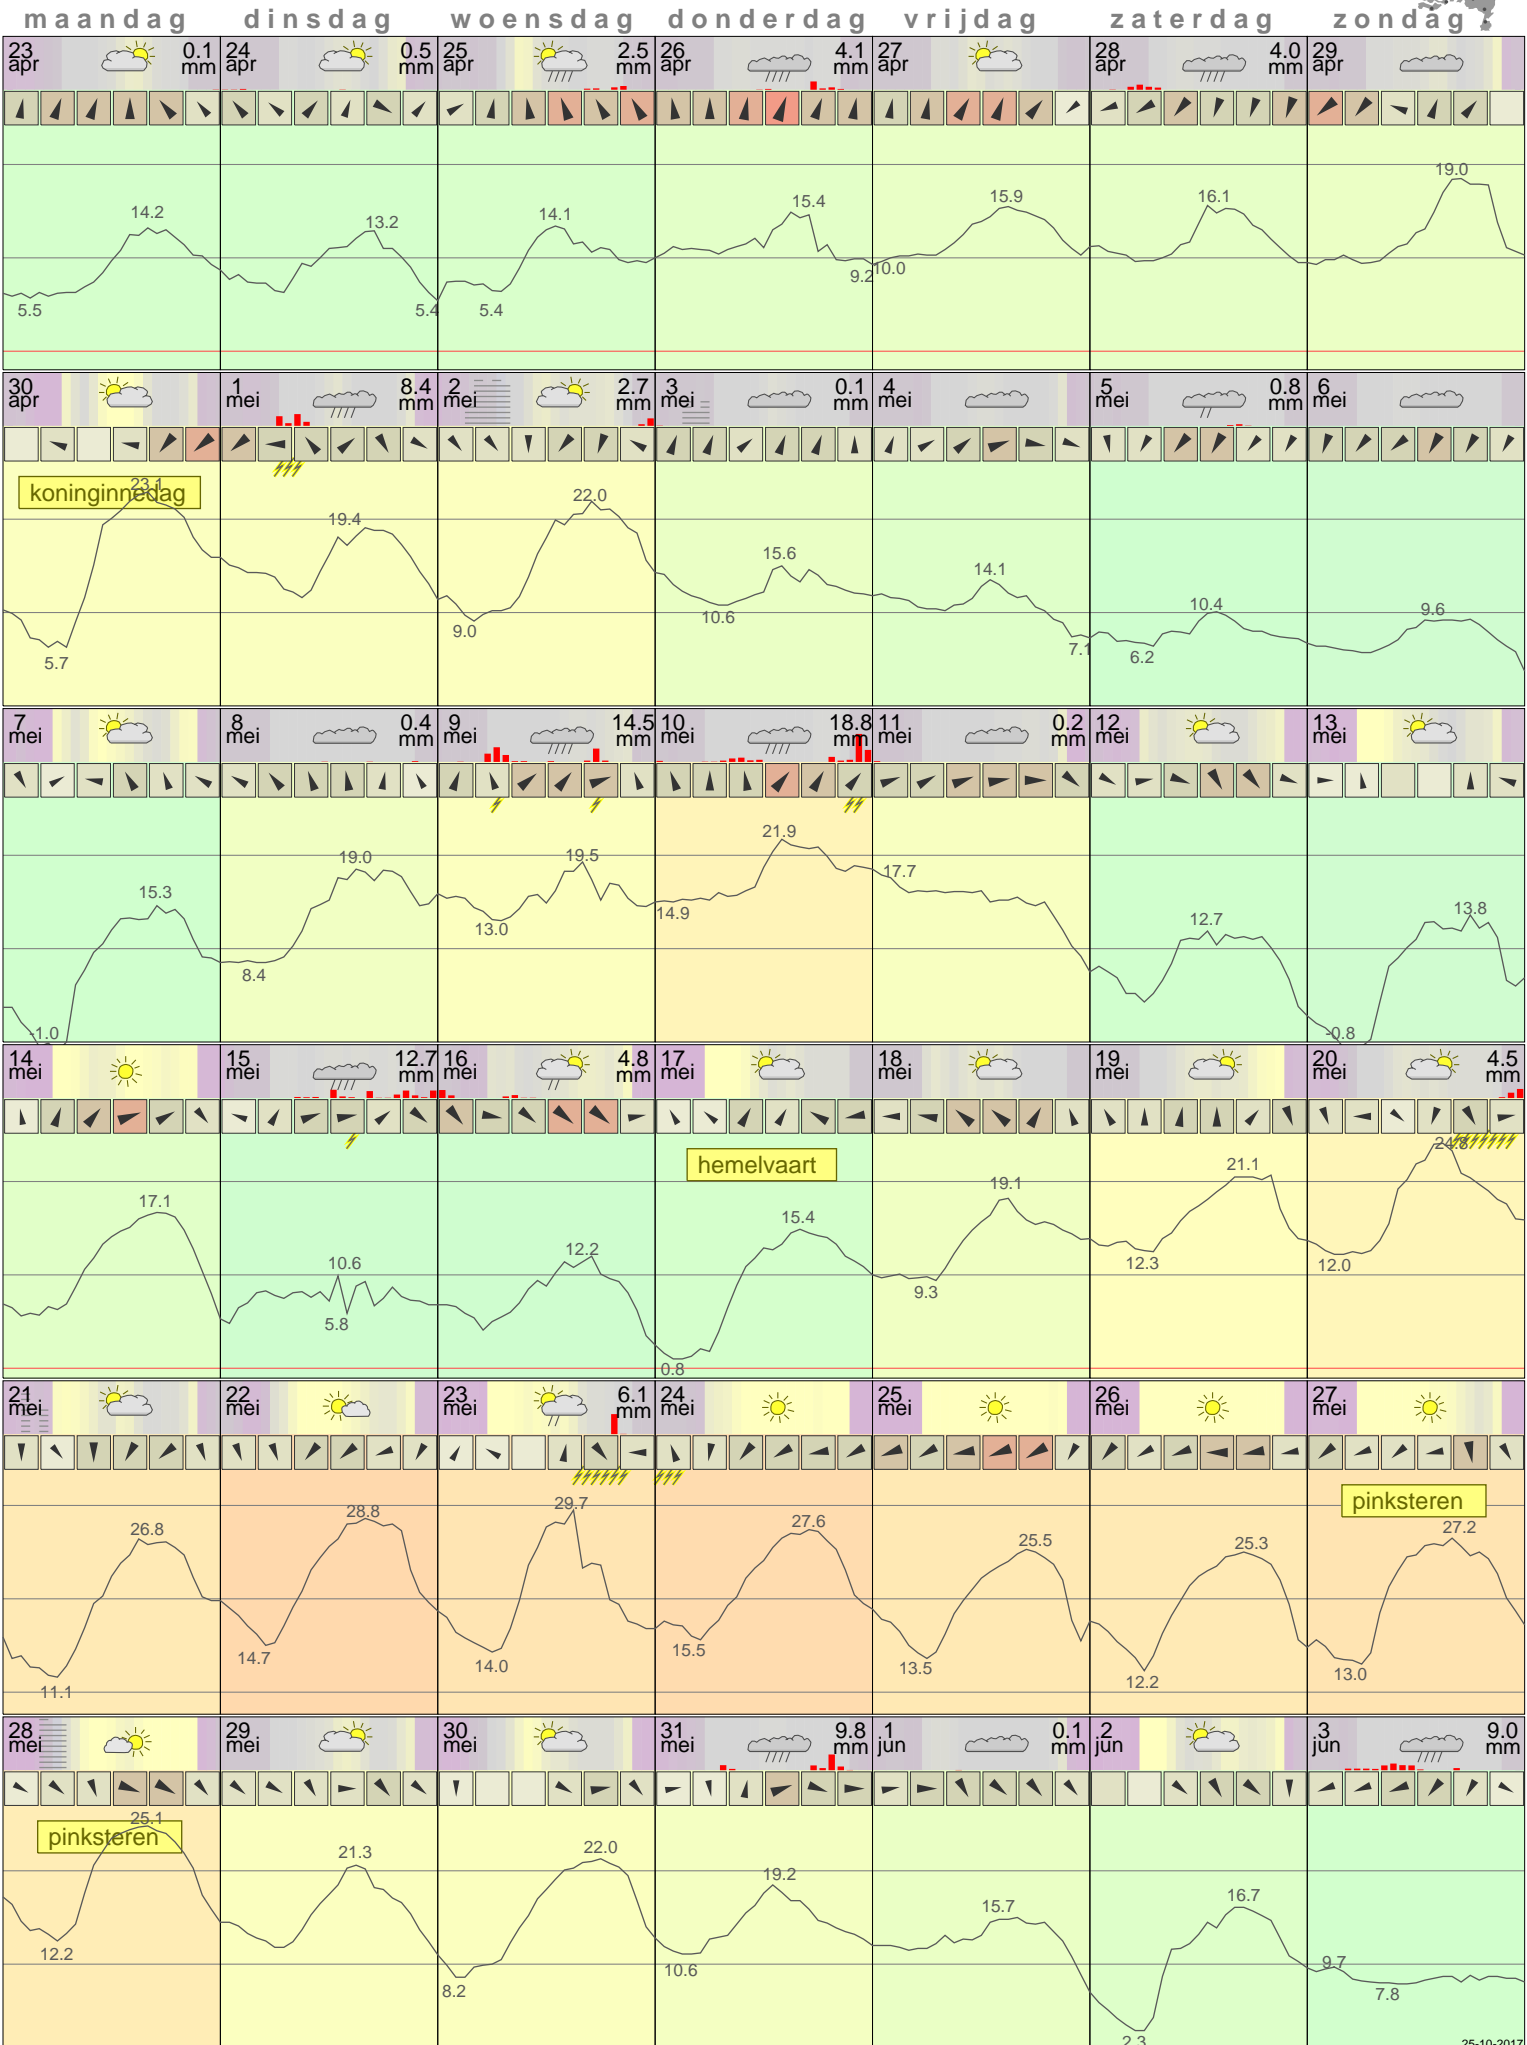 maandag dinsdag woensdag donderdag vrijdag zaterdag zondag
23 apr 0.1 mm 24 apr 0.5 mm 25 apr 2.5 mm 26 apr 4.1 mm 27 apr 28 apr 4.0 mm 29 apr
14.2 13.2 14.1 15.4 15.9 16.1 19.0
5.5 5.4 5.4 9.2 10.0
30 apr 1 mei 8.4 mm 2 mei 2.7 mm 3 mei 0.1 mm 4 mei 5 mei 0.8 mm 6 mei
koninginnedag
23.1 19.4 22.0 15.6 14.1 10.4 9.6
5.7 9.0 10.6 7.1 6.2
7 mei 8 mei 0.4 mm 9 mei 14.5 mm 10 mei 18.8 mm 11 mei 0.2 mm 12 mei 13 mei
15.3 19.0 19.5 21.9 17.7 12.7 13.8
-1.0 8.4 13.0 14.9 -0.8
14 mei 15 mei 12.7 mm 16 mei 4.8 mm 17 mei 18 mei 19 mei 20 mei 4.5 mm
hemelvaart
17.1 10.6 12.2 15.4 19.1 21.1 24.8
5.8 0.8 9.3 12.3 12.0
21 mei 22 mei 23 mei 6.1 mm 24 mei 25 mei 26 mei 27 mei
pinksteren
26.8 28.8 29.7 27.6 25.5 25.3 27.2
11.1 14.7 14.0 15.5 13.5 12.2 13.0
28 mei 29 mei 30 mei 31 mei 9.8 mm 1 jun 0.1 mm 2 jun 3 jun 9.0 mm
pinksteren
25.1 21.3 22.0 19.2 15.7 16.7 9.7
12.2 8.2 10.6 2.3 7.8
25-10-2017